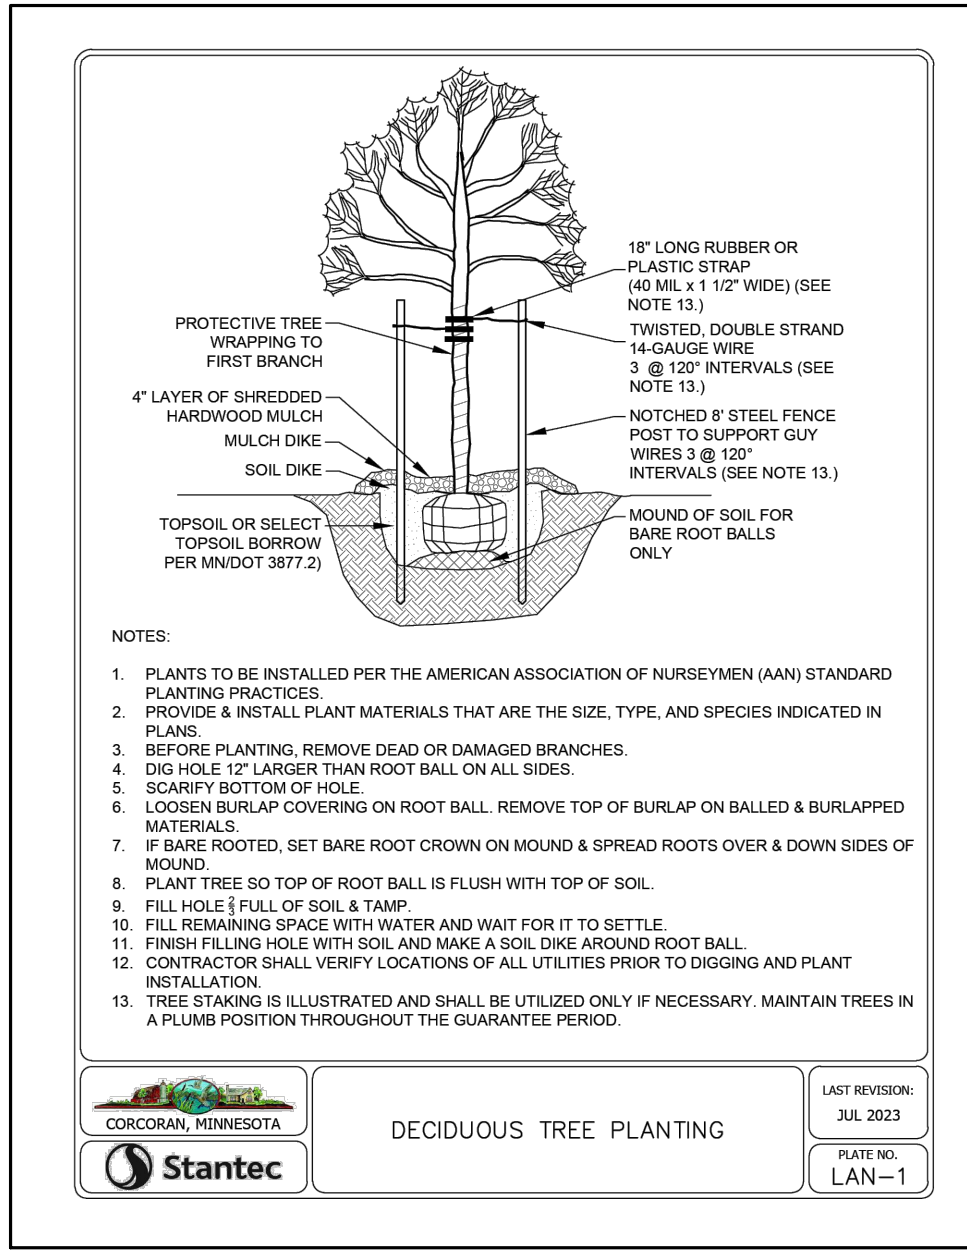 18" LONG RUBBER OR
PLASTIC STRAP
(40 MIL x 1 1/2" WIDE) (SEE
NOTE 13.)
PROTECTIVE TREE
WRAPPING TO
FIRST BRANCH
TWISTED, DOUBLE STRAND
14-GAUGE WIRE
3 @ 120° INTERVALS (SEE
NOTE 13.)
4" LAYER OF SHREDDED
HARDWOOD MULCH
MULCH DIKE
SOIL DIKE
NOTCHED 8' STEEL FENCE
POST TO SUPPORT GUY
WIRES 3 @ 120°
INTERVALS (SEE NOTE 13.)
TOPSOIL OR SELECT
TOPSOIL BORROW
PER MN/DOT 3877.2)
MOUND OF SOIL FOR
BARE ROOT BALLS
ONLY
NOTES:
1. PLANTS TO BE INSTALLED PER THE AMERICAN ASSOCIATION OF NURSEYMEN (AAN) STANDARD
PLANTING PRACTICES.
2. PROVIDE & INSTALL PLANT MATERIALS THAT ARE THE SIZE, TYPE, AND SPECIES INDICATED IN
PLANS.
3. BEFORE PLANTING, REMOVE DEAD OR DAMAGED BRANCHES.
4. DIG HOLE 12" LARGER THAN ROOT BALL ON ALL SIDES.
5. SCARIFY BOTTOM OF HOLE.
6. LOOSEN BURLAP COVERING ON ROOT BALL. REMOVE TOP OF BURLAP ON BALLED & BURLAPPED
MATERIALS.
7. IF BARE ROOTED, SET BARE ROOT CROWN ON MOUND & SPREAD ROOTS OVER & DOWN SIDES OF
MOUND.
8. PLANT TREE SO TOP OF ROOT BALL IS FLUSH WITH TOP OF SOIL.
9. FILL HOLE 2/3 FULL OF SOIL & TAMP.
10. FILL REMAINING SPACE WITH WATER AND WAIT FOR IT TO SETTLE.
11. FINISH FILLING HOLE WITH SOIL AND MAKE A SOIL DIKE AROUND ROOT BALL.
12. CONTRACTOR SHALL VERIFY LOCATIONS OF ALL UTILITIES PRIOR TO DIGGING AND PLANT
INSTALLATION.
13. TREE STAKING IS ILLUSTRATED AND SHALL BE UTILIZED ONLY IF NECESSARY. MAINTAIN TREES IN
A PLUMB POSITION THROUGHOUT THE GUARANTEE PERIOD.
CORCORAN, MINNESOTA
Stantec
DECIDUOUS TREE PLANTING
LAST REVISION:
JUL 2023
PLATE NO.
LAN-1